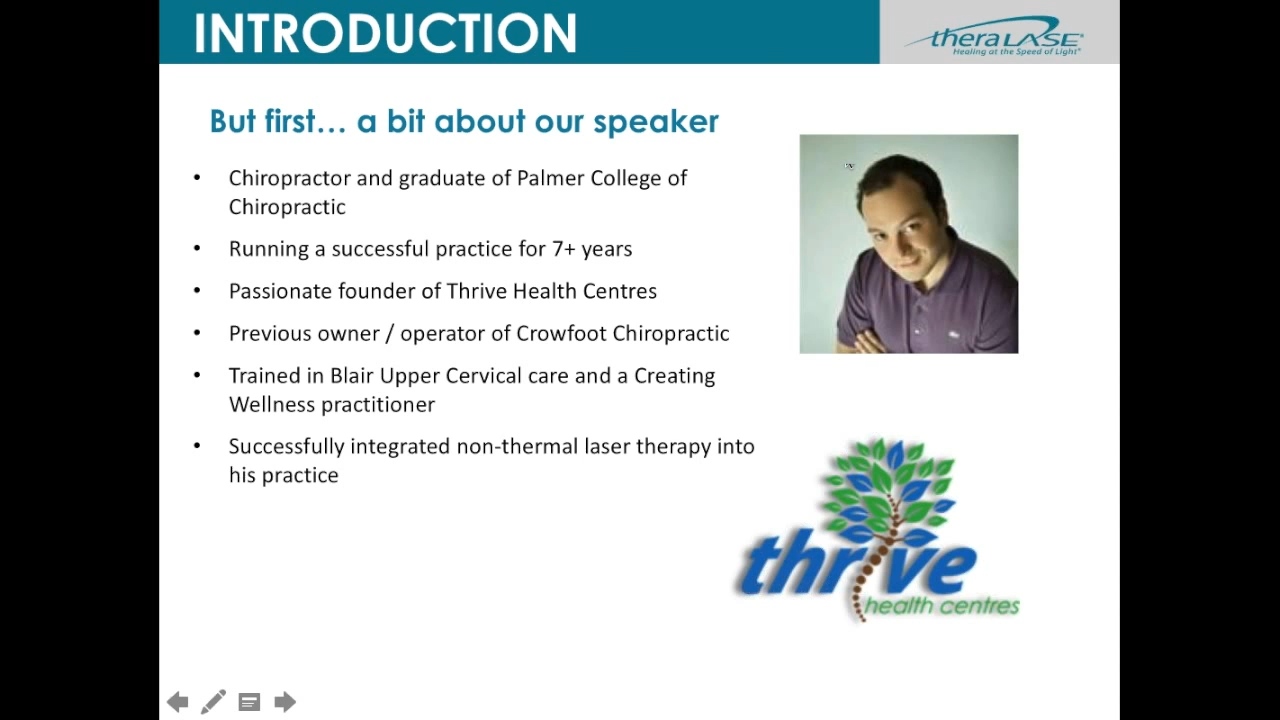 INTRODUCTION
theraLASE®
Healing at the Speed of Light®
But first… a bit about our speaker
• Chiropractor and graduate of Palmer College of
Chiropractic
• Running a successful practice for 7+ years
• Passionate founder of Thrive Health Centres
• Previous owner / operator of Crowfoot Chiropractic
• Trained in Blair Upper Cervical care and a Creating
Wellness practitioner
• Successfully integrated non-thermal laser therapy into
his practice
thrive
health centres